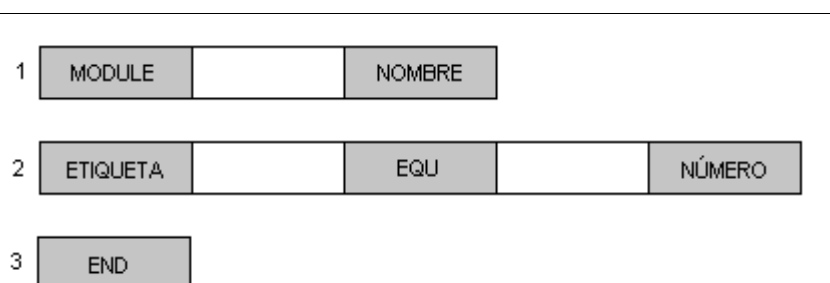 1 MODULE NOMBRE
2 ETIQUETA EQU NÚMERO
3 END